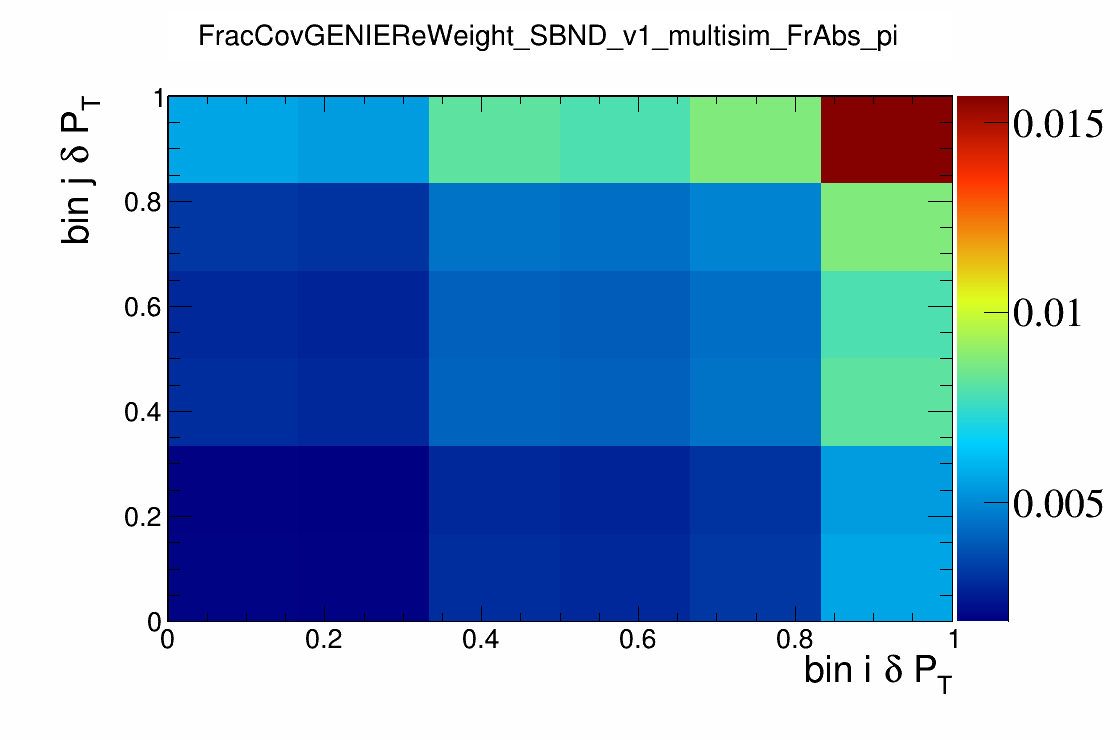 FracCovGENIEReWeight_SBND_v1_multisim_FrAbs_pi
bin j δ P_T
1
0.8
0.6
0.4
0.2
0
0 0.2 0.4 0.6 0.8 1
bin i δ P_T
0.015
0.01
0.005